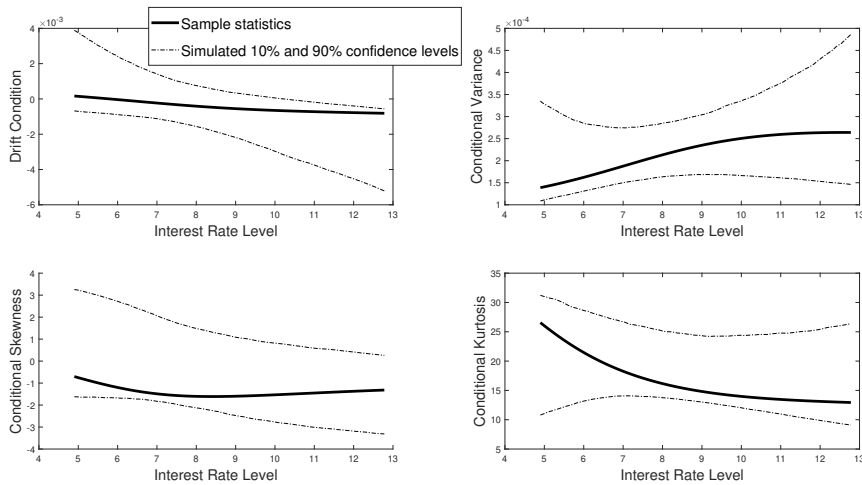 Sample statistics
Simulated 10% and 90% confidence levels
×10⁻³
4
2
0
-2
-4
-6
Drift Condition
4 5 6 7 8 9 10 11 12 13
Interest Rate Level
×10⁻⁴
5
4.5
4
3.5
3
2.5
2
1.5
1
Conditional Variance
4 5 6 7 8 9 10 11 12 13
Interest Rate Level
4
3
2
1
0
-1
-2
-3
-4
Conditional Skewness
4 5 6 7 8 9 10 11 12 13
Interest Rate Level
35
30
25
20
15
10
5
Conditional Kurtosis
4 5 6 7 8 9 10 11 12 13
Interest Rate Level